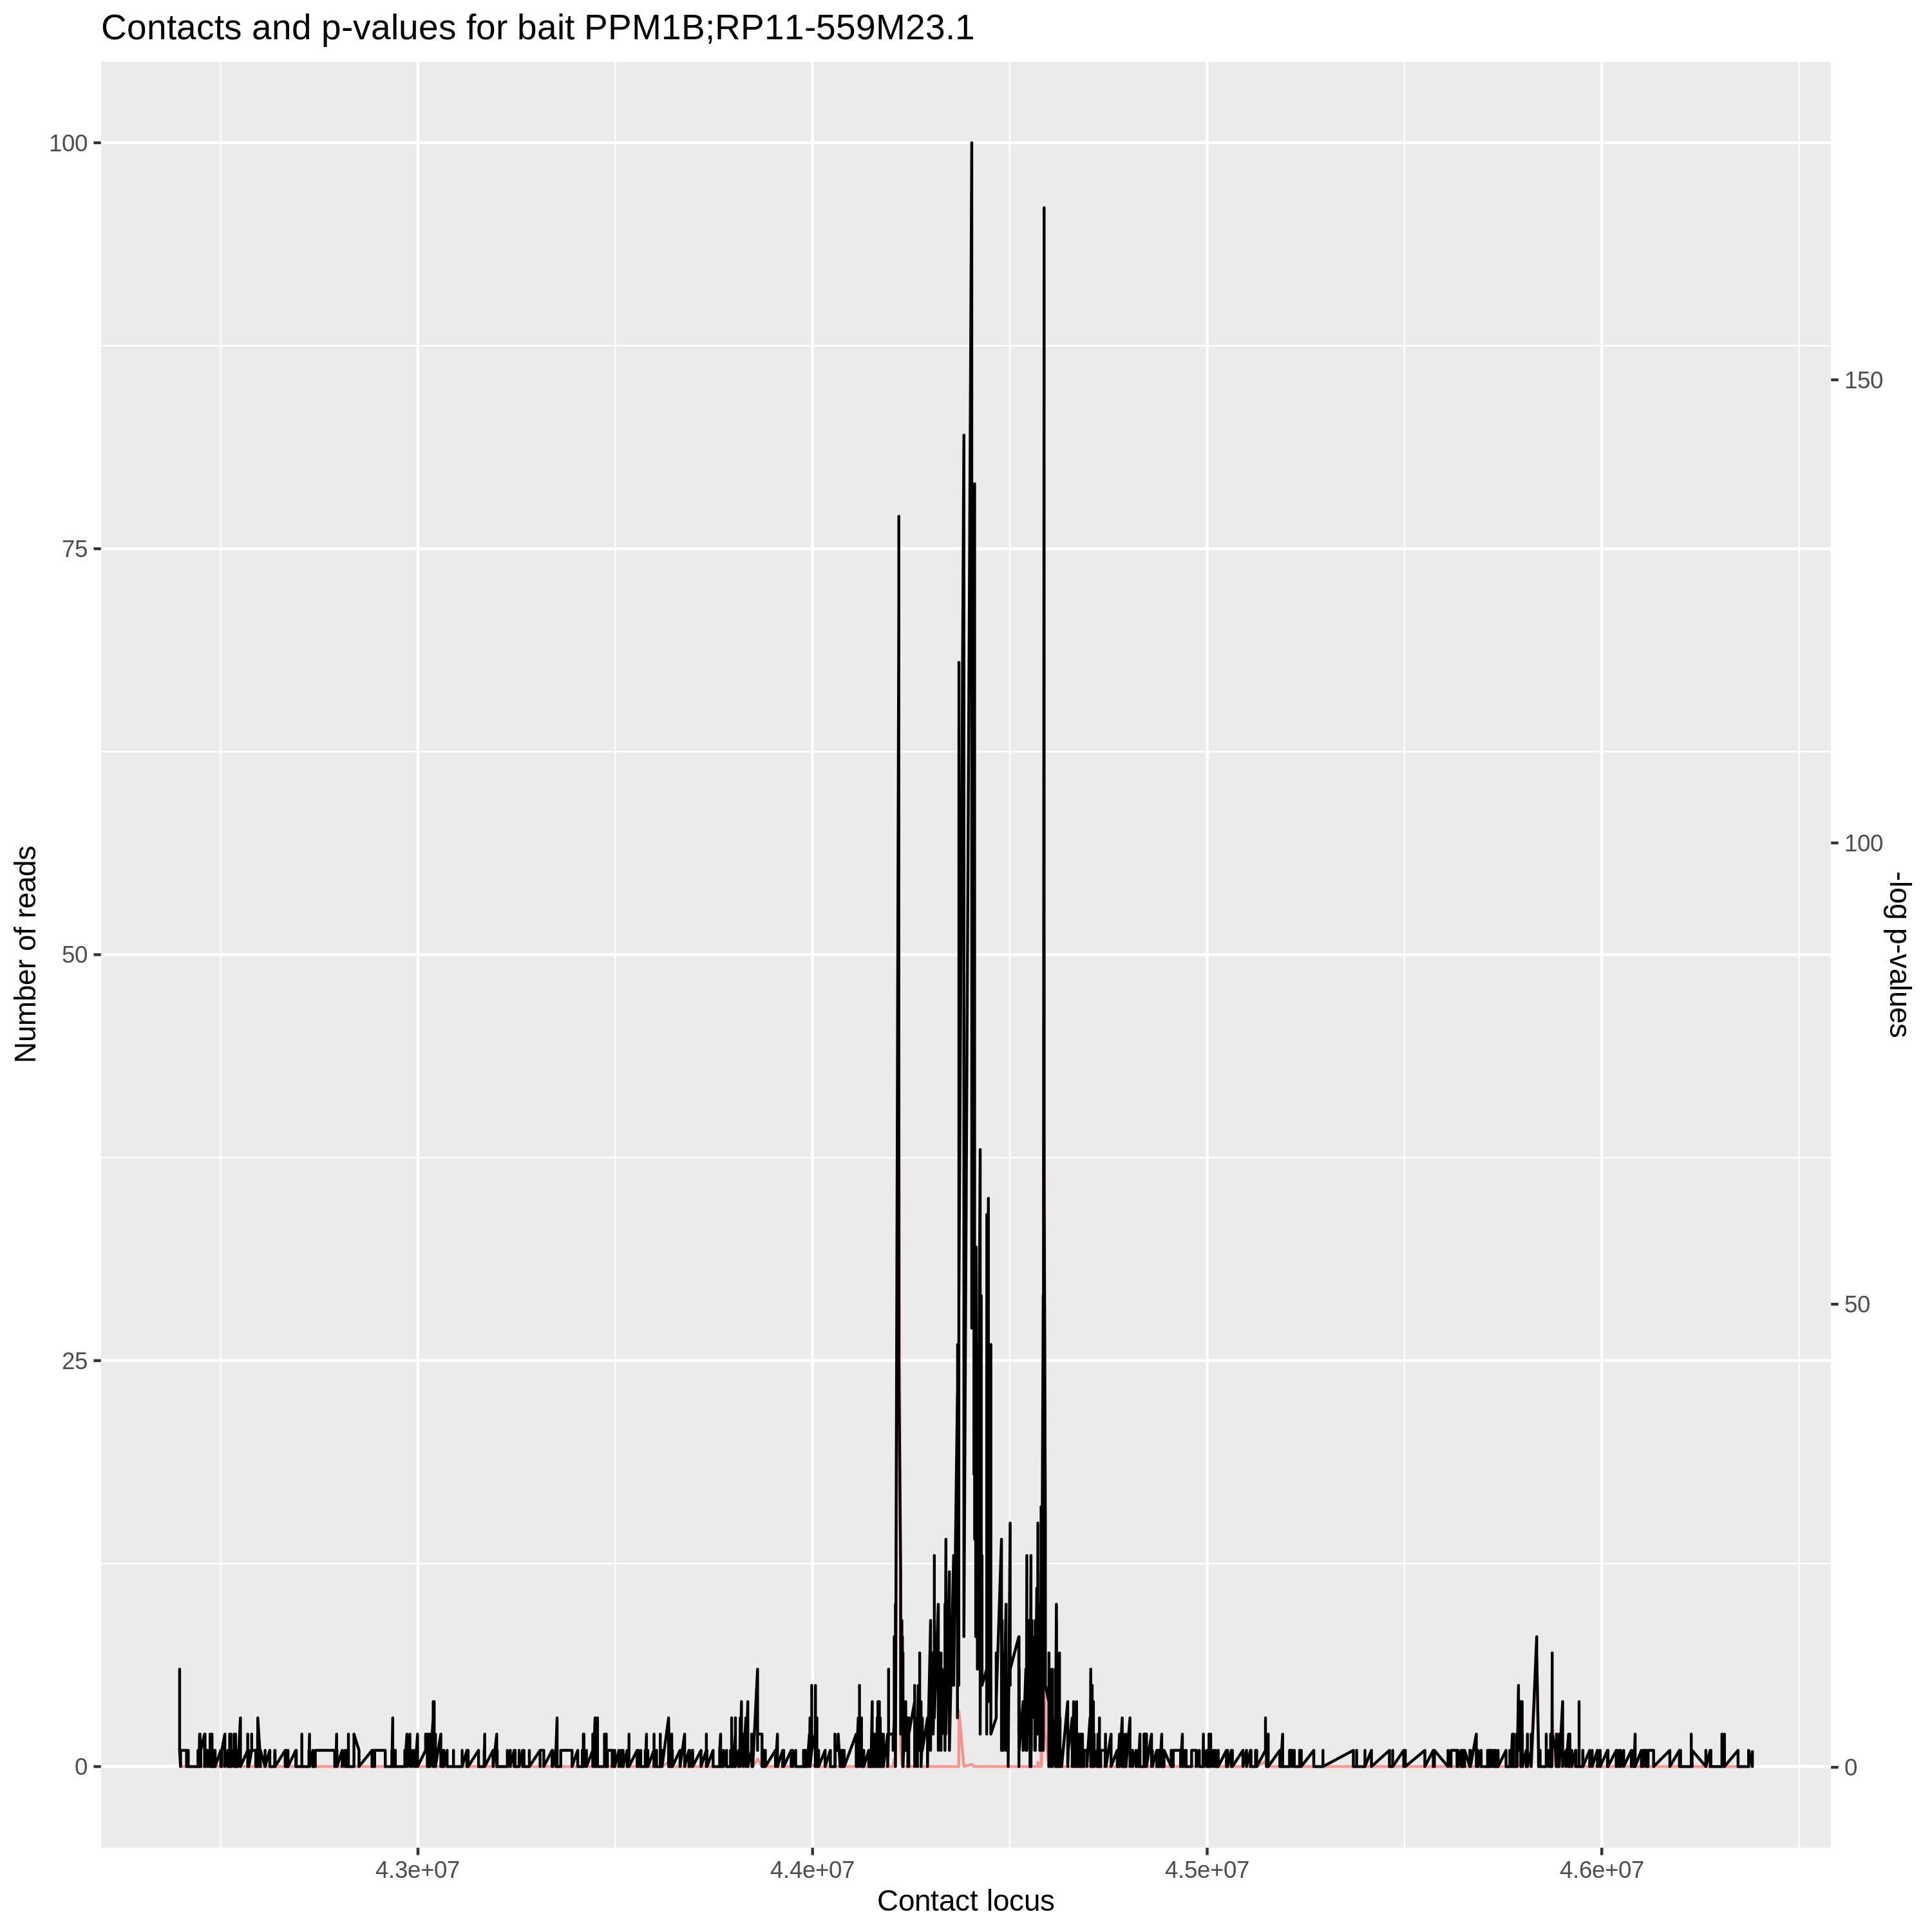 Contacts and p-values for bait PPM1B;RP11-559M23.1
100
75
50
25
0
Number of reads
150
100
50
0
-log p-values
4.3e+07
4.4e+07
4.5e+07
4.6e+07
Contact locus